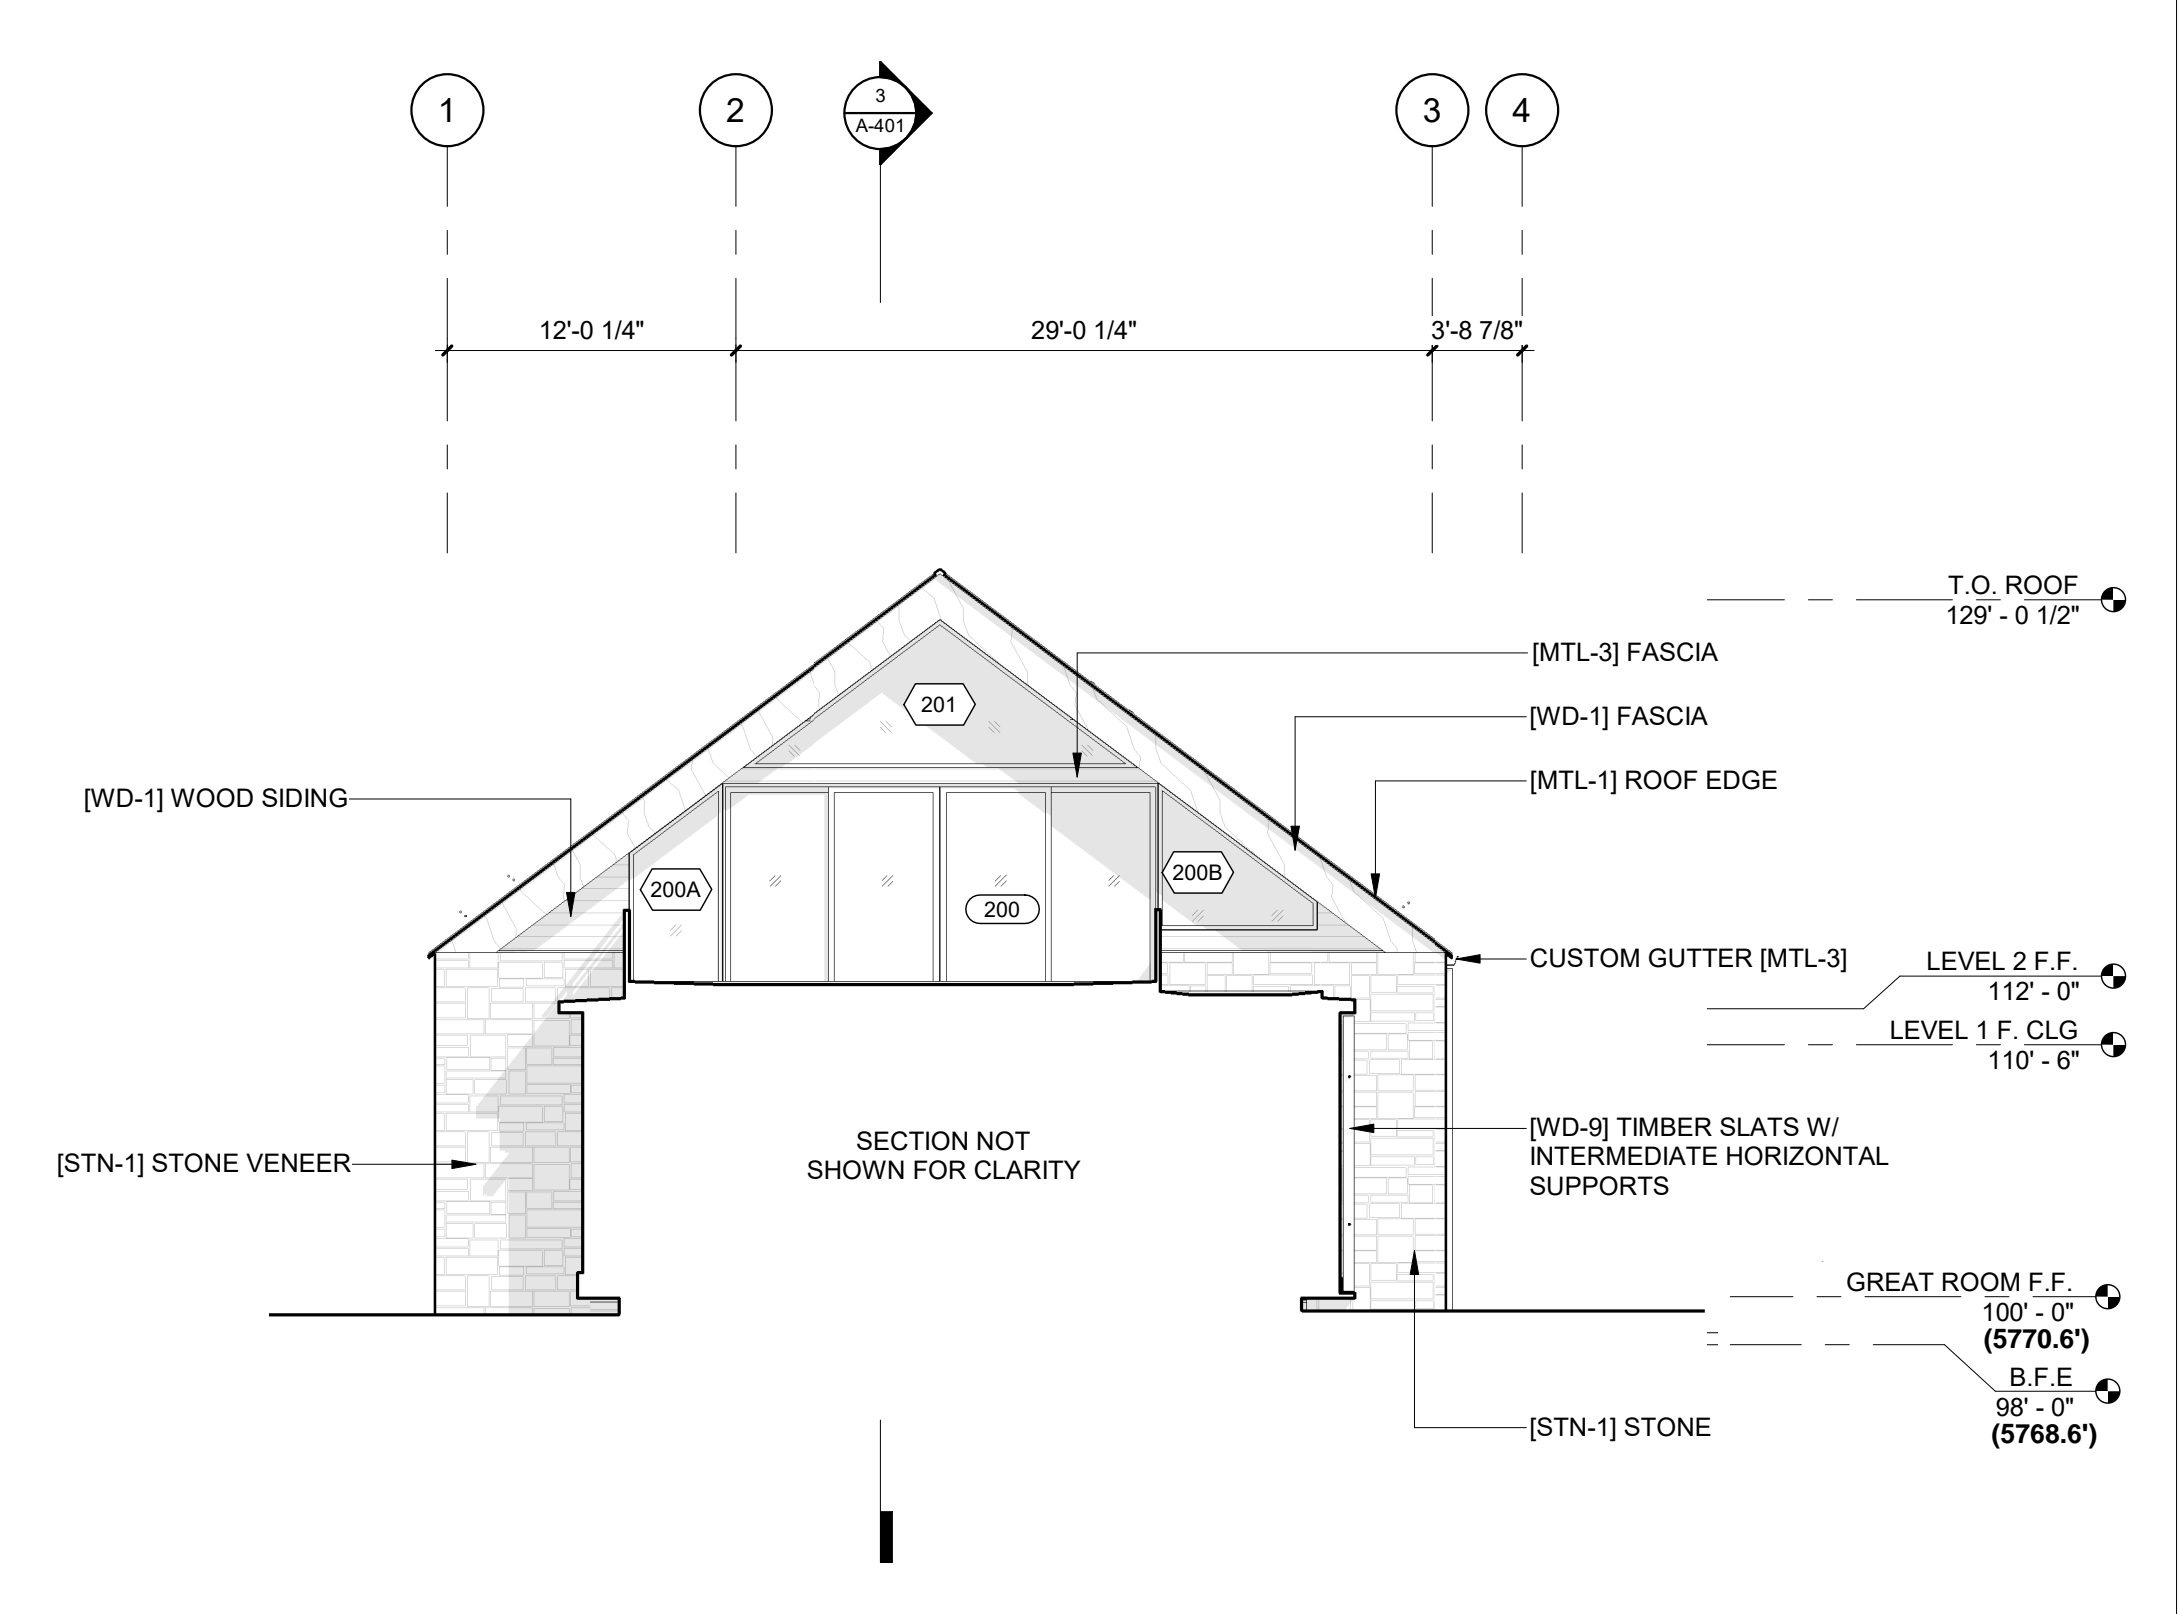 1
2
3
A-401
3
4
12'-0 1/4"
29'-0 1/4"
3'-8 7/8"
T.O. ROOF
129' - 0 1/2"
[MTL-3] FASCIA
201
[WD-1] FASCIA
[MTL-1] ROOF EDGE
[WD-1] WOOD SIDING
200A
200
200B
CUSTOM GUTTER [MTL-3]
LEVEL 2 F.F.
112' - 0"
LEVEL 1 F. CLG
110' - 6"
SECTION NOT
SHOWN FOR CLARITY
[WD-9] TIMBER SLATS W/
INTERMEDIATE HORIZONTAL
SUPPORTS
[STN-1] STONE VENEER
GREAT ROOM F.F.
100' - 0"
(5770.6')
B.F.E
98' - 0"
(5768.6')
[STN-1] STONE